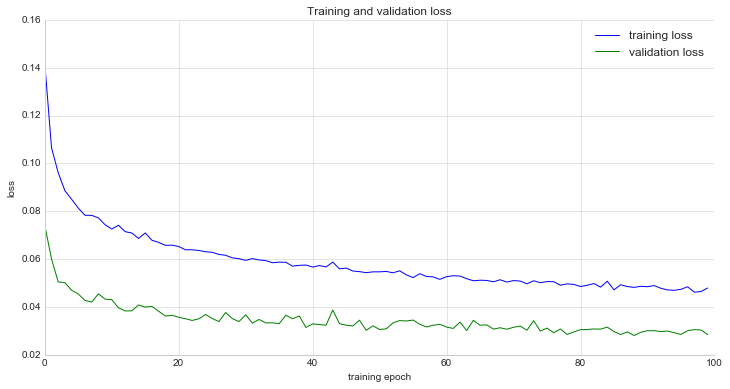 Training and validation loss
0.16
0.14
0.12
0.10
0.08
0.06
0.04
0.02
loss
training loss
validation loss
0 20 40 60 80 100
training epoch